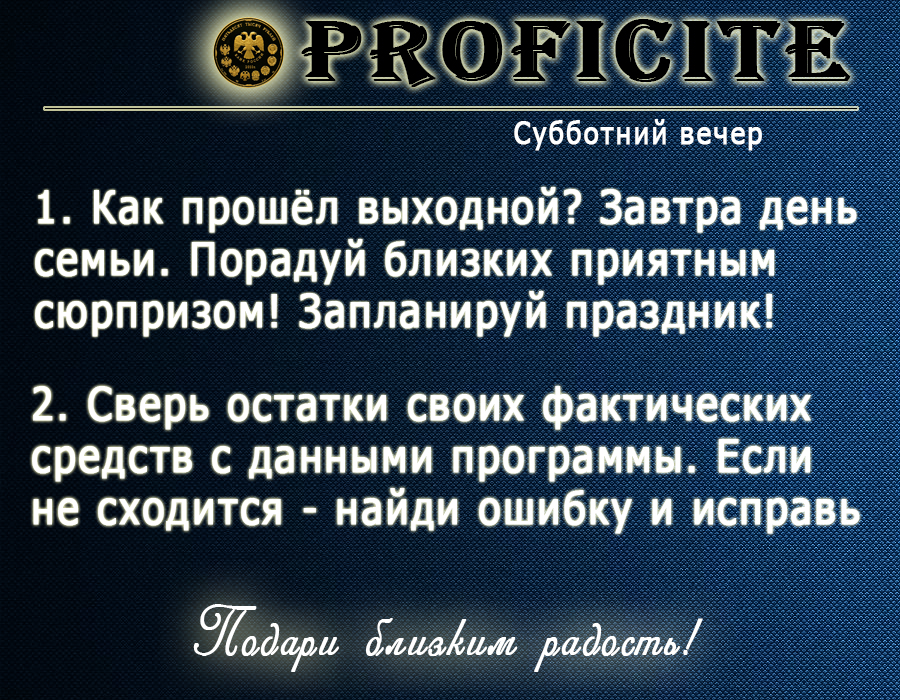 PROFICITE
Субботний вечер
1. Как прошёл выходной? Завтра день
семьи. Порадуй близких приятным
сюрпризом! Запланируй праздник!
2. Сверь остатки своих фактических
средств с данными программы. Если
не сходится - найди ошибку и исправь
Подари близким радость!